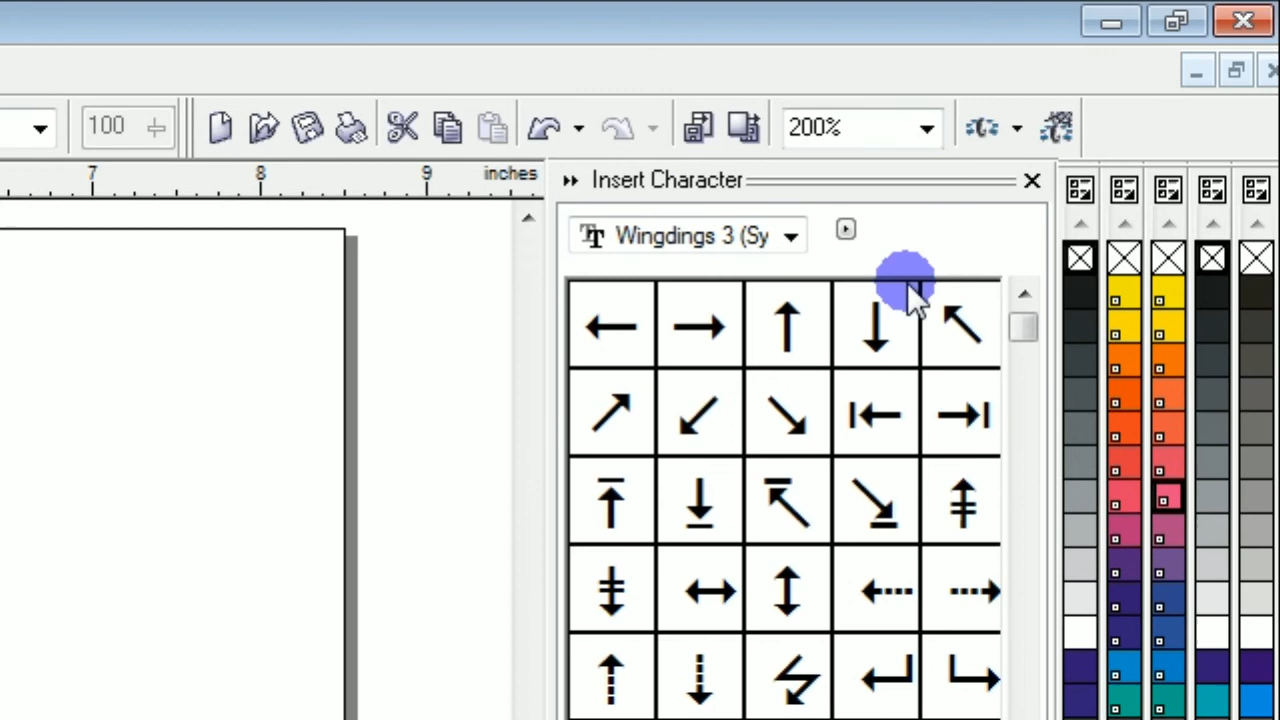 100
200%
7 8 9 inches
Insert Character
Wingdings 3 (Sy